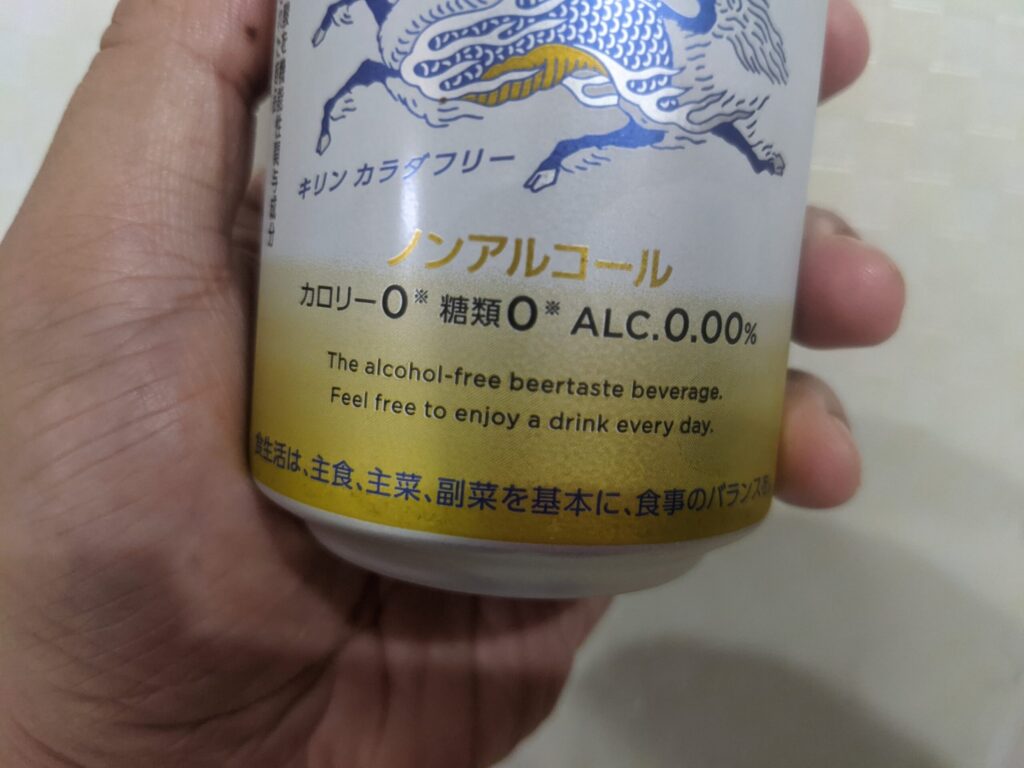 キリン カラダフリー
ノンアルコール
カロリー0※ 糖類0※ ALC.0.00%
The alcohol-free beertaste beverage.
Feel free to enjoy a drink every day.
食生活は、主食、主菜、副菜を基本に、食事のバランス